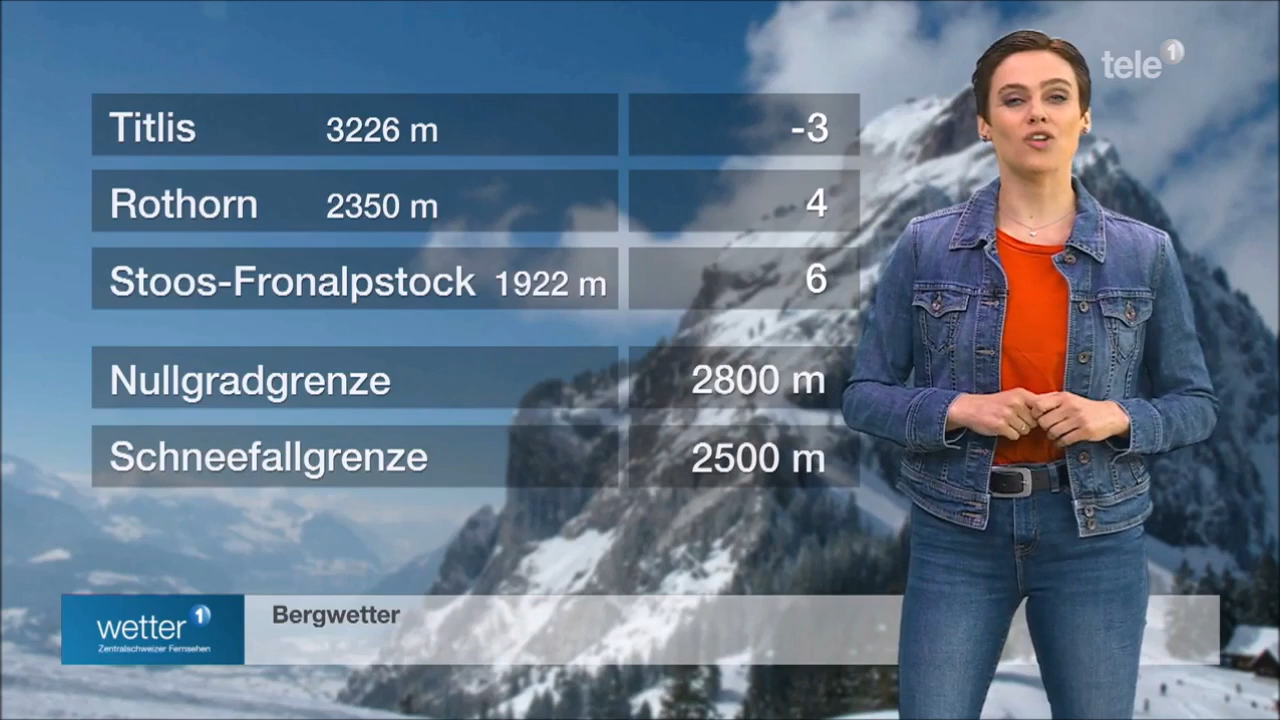 tele 1
Titlis 3226 m -3
Rothorn 2350 m 4
Stoos-Fronalpstock 1922 m 6
Nullgradgrenze 2800 m
Schneefallgrenze 2500 m
wetter 1
Zentralschweizer Fernsehen
Bergwetter